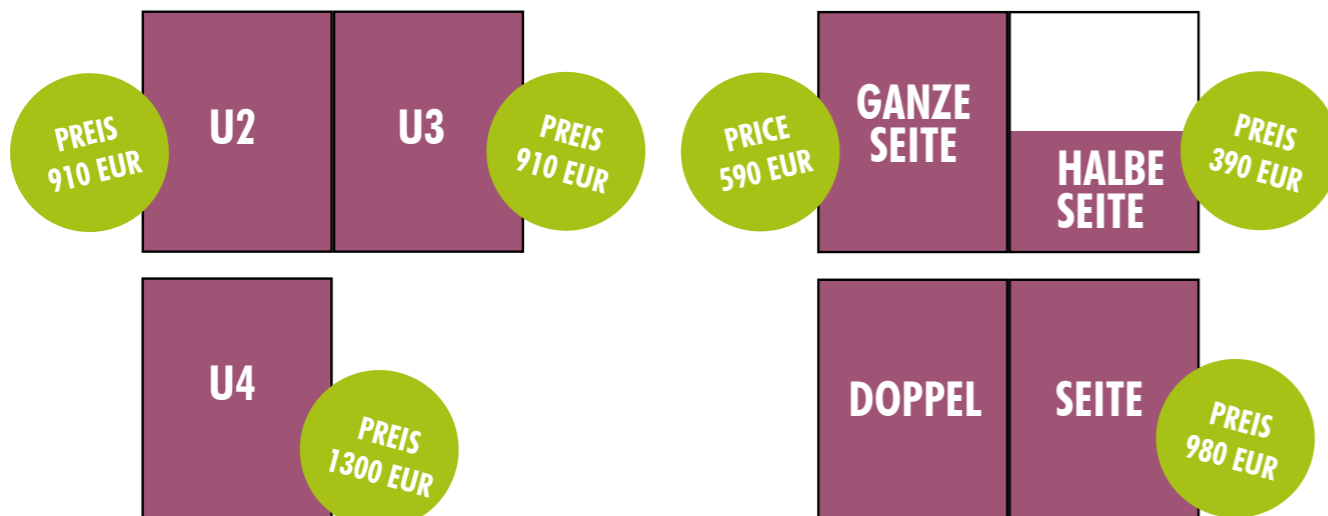 PREIS
910 EUR
U2
U3
PREIS
910 EUR
PRICE
590 EUR
GANZE
SEITE
HALBE
SEITE
PREIS
390 EUR
U4
PREIS
1300 EUR
DOPPEL
SEITE
PREIS
980 EUR